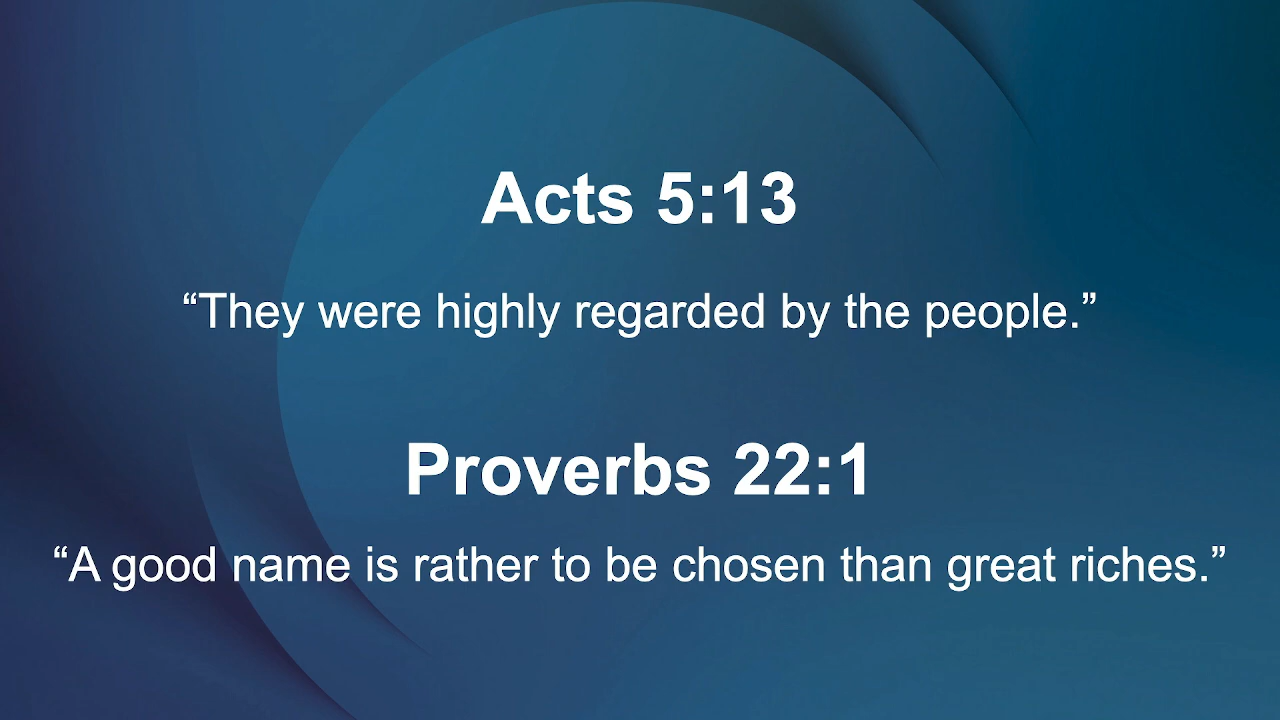 Acts 5:13
“They were highly regarded by the people.”
Proverbs 22:1
“A good name is rather to be chosen than great riches.”